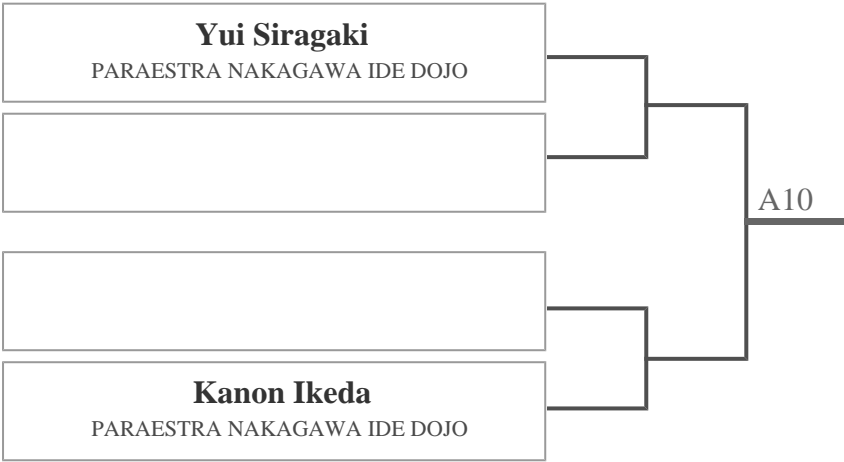 Yui Siragaki
PARAESTRA NAKAGAWA IDE DOJO
A10
Kanon Ikeda
PARAESTRA NAKAGAWA IDE DOJO